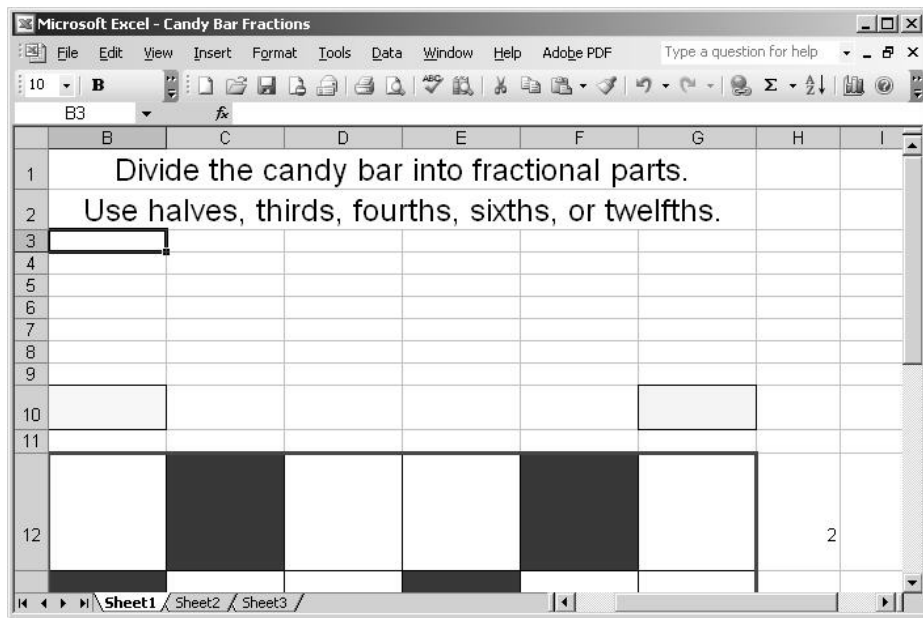 Microsoft Excel - Candy Bar Fractions
File Edit View Insert Format Tools Data Window Help Adobe PDF Type a question for help
10 B ABC Σ A Z
B3 fx
B C D E F G H I
1 Divide the candy bar into fractional parts.
2 Use halves, thirds, fourths, sixths, or twelfths.
3
4
5
6
7
8
9
10
11
12 2
Sheet1 Sheet2 Sheet3